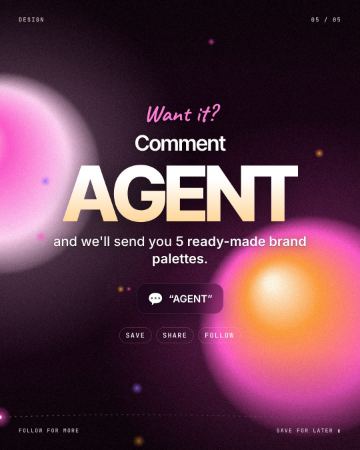 DESIGN
05 / 05
Want it?
Comment
AGENT
and we'll send you 5 ready-made brand
palettes.
“AGENT”
SAVE
SHARE
FOLLOW
FOLLOW FOR MORE
SAVE FOR LATER